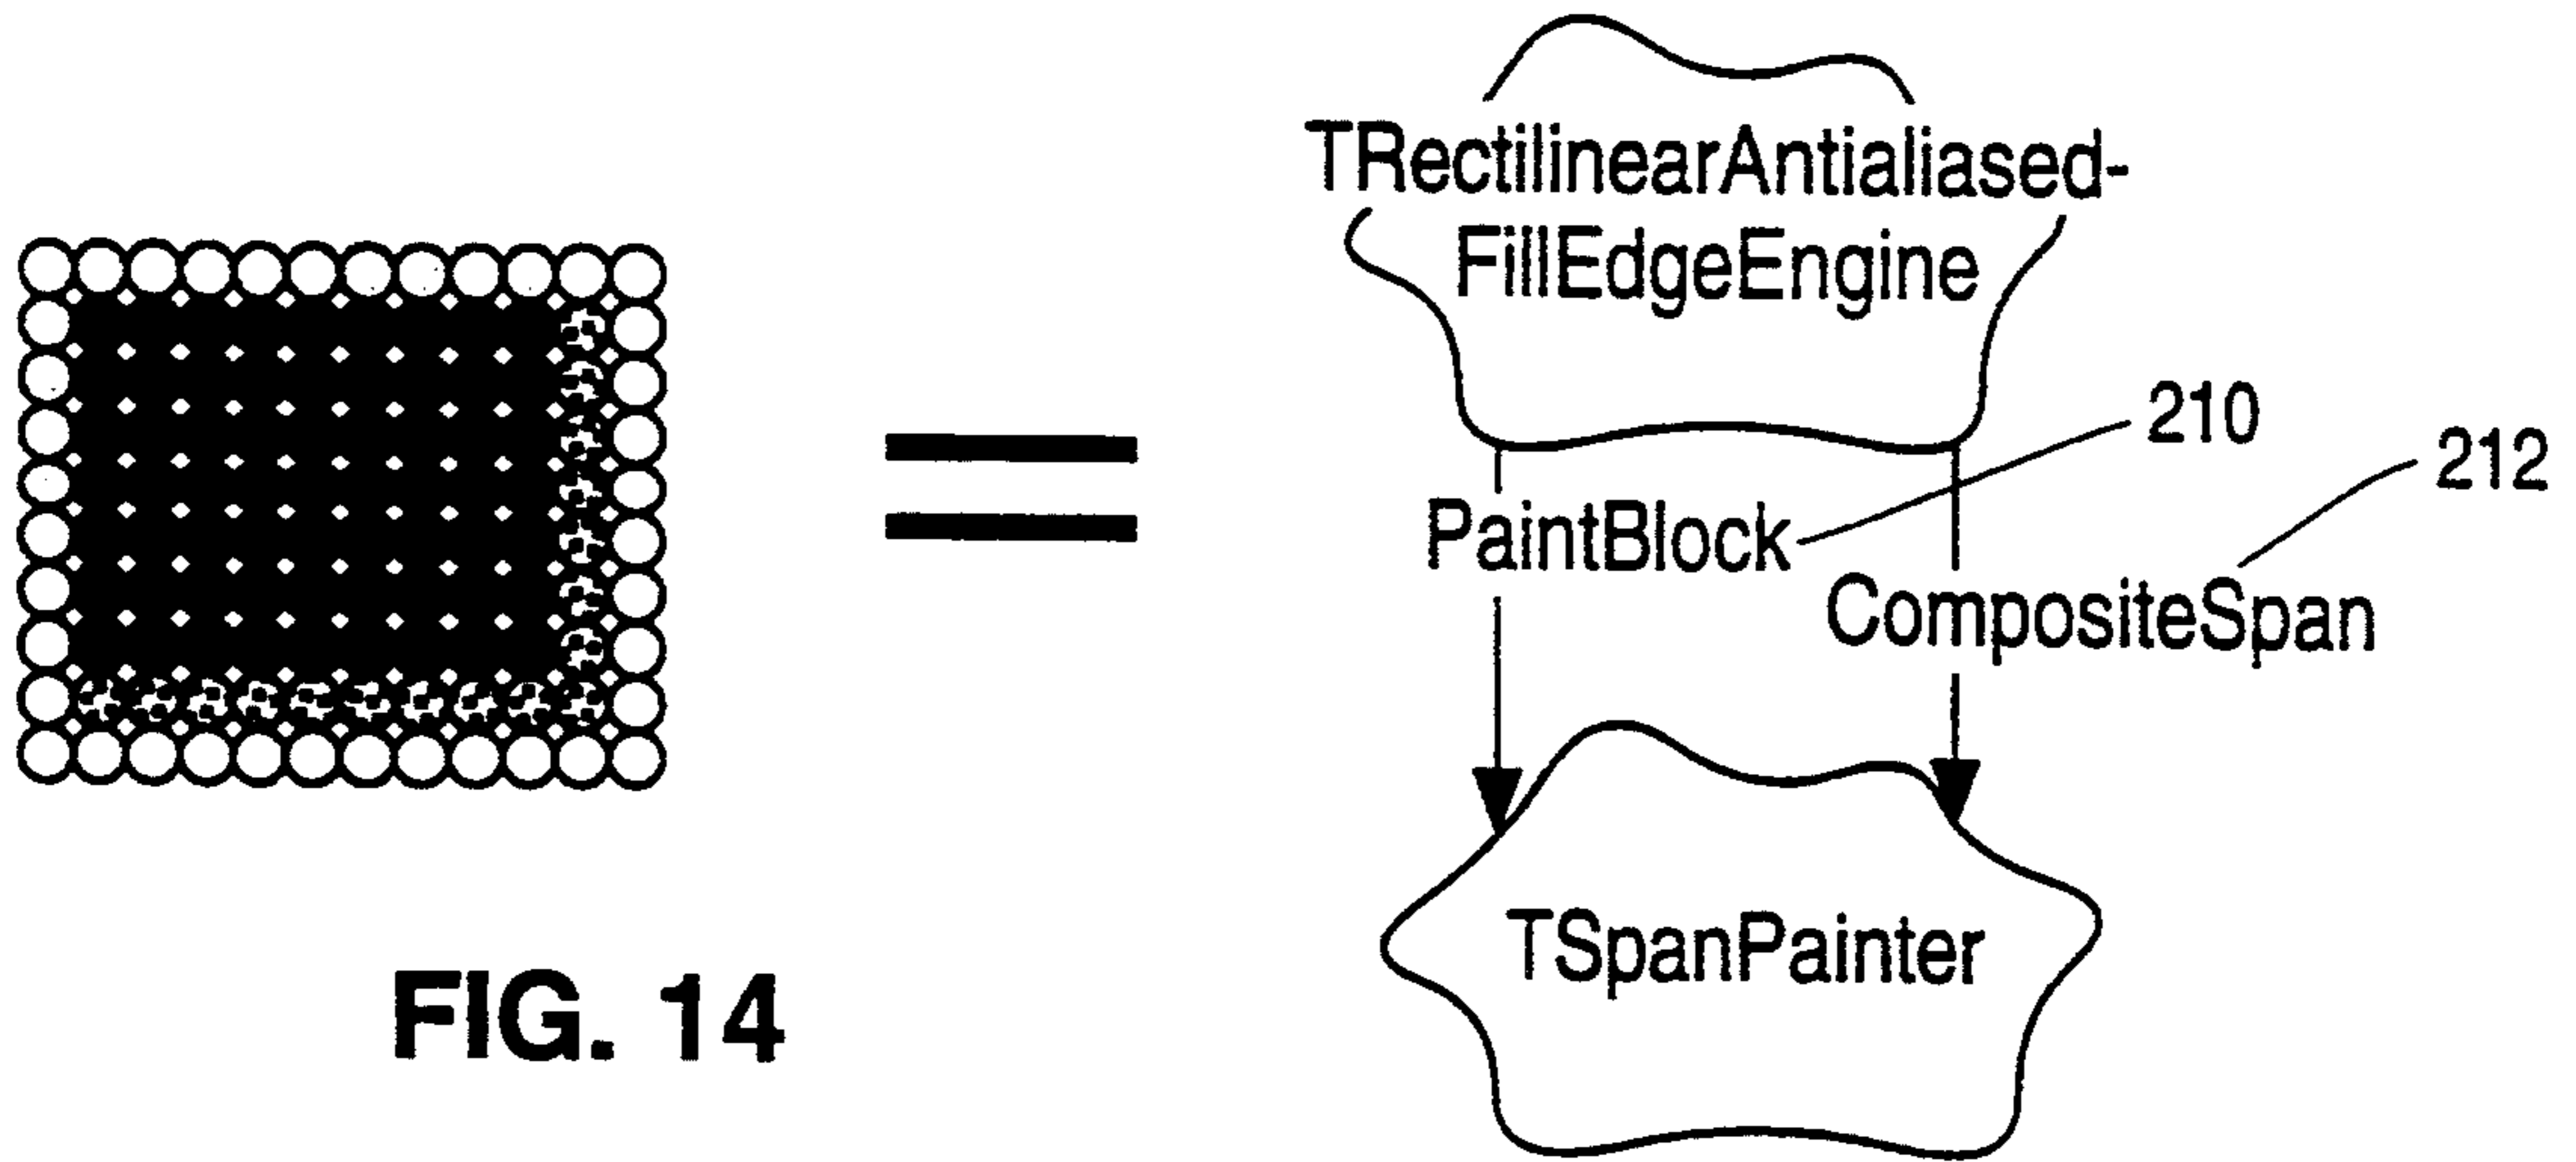 TRectilinearAntialiased-
FillEdgeEngine
210
212
PaintBlock
CompositeSpan
TSpanPainter
FIG. 14